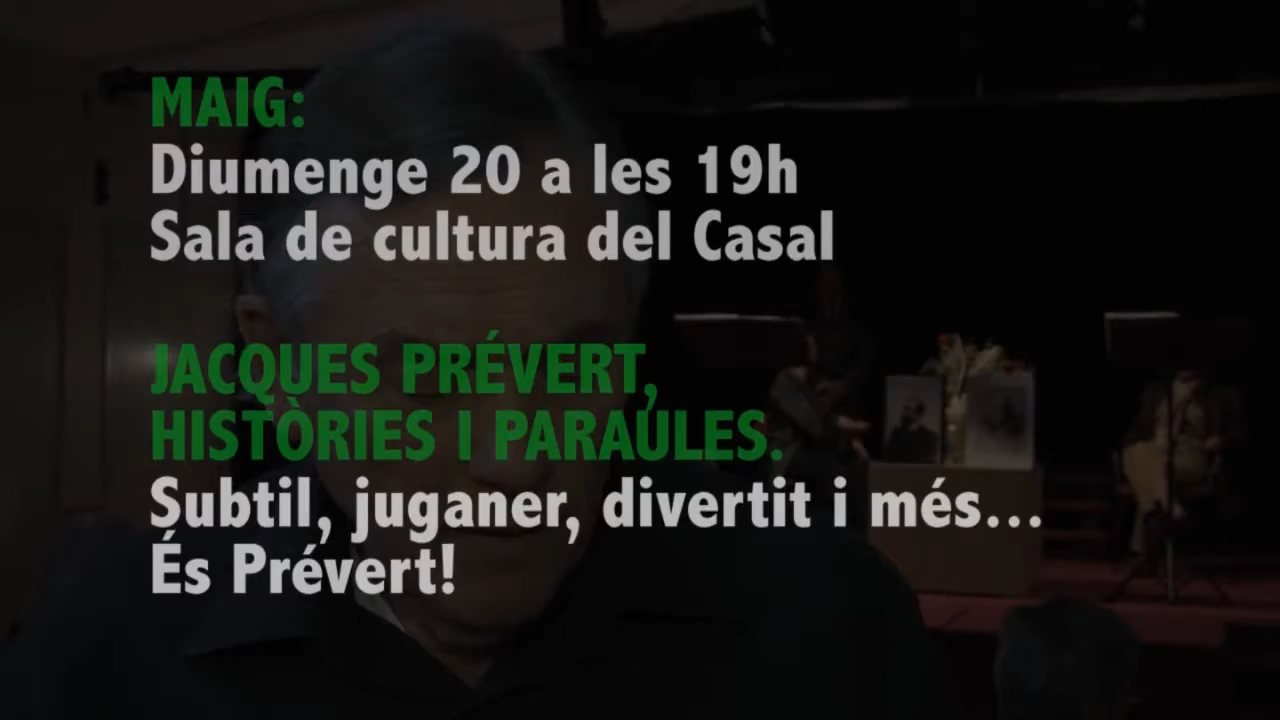 MAIG:
Diumenge 20 a les 19h
Sala de cultura del Casal
JACQUES PRÉVERT,
HISTÒRIES I PARAULES.
Subtil, juganer, divertit i més...
És Prévert!